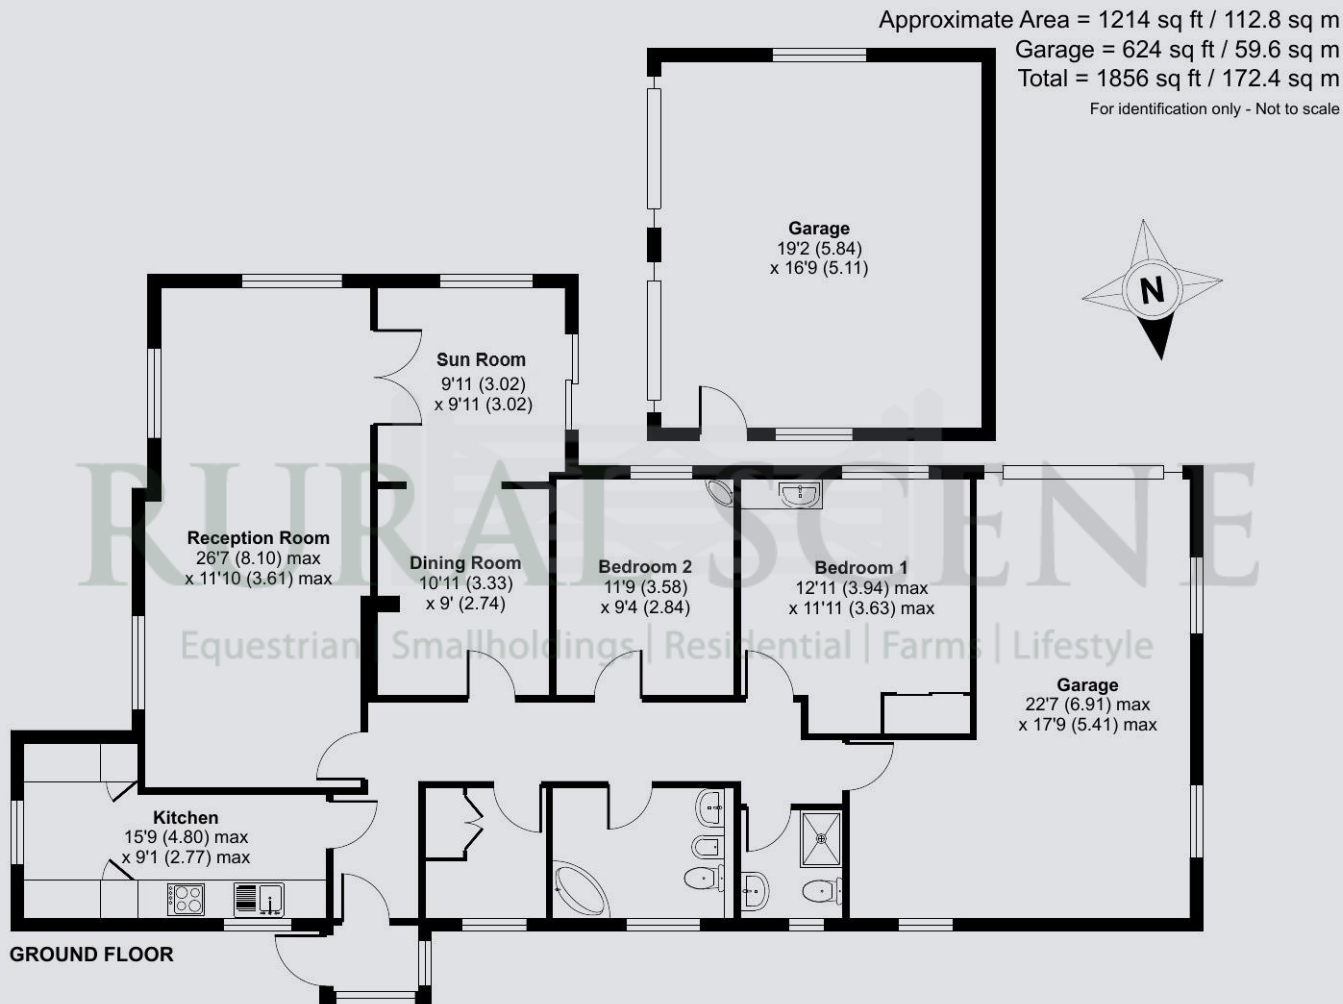 Approximate Area = 1214 sq ft / 112.8 sq m
Garage = 624 sq ft / 59.6 sq m
Total = 1856 sq ft / 172.4 sq m
For identification only - Not to scale
Garage
19'2 (5.84)
x 16'9 (5.11)
N
Sun Room
9'11 (3.02)
x 9'11 (3.02)
RURAL SCENE
Reception Room
26'7 (8.10) max
x 11'10 (3.61) max
Dining Room
10'11 (3.33)
x 9' (2.74)
Bedroom 2
11'9 (3.58)
x 9'4 (2.84)
Bedroom 1
12'11 (3.94) max
x 11'11 (3.63) max
Equestrian | Smallholdings | Residential | Farms | Lifestyle
Garage
22'7 (6.91) max
x 17'9 (5.41) max
Kitchen
15'9 (4.80) max
x 9'1 (2.77) max
GROUND FLOOR